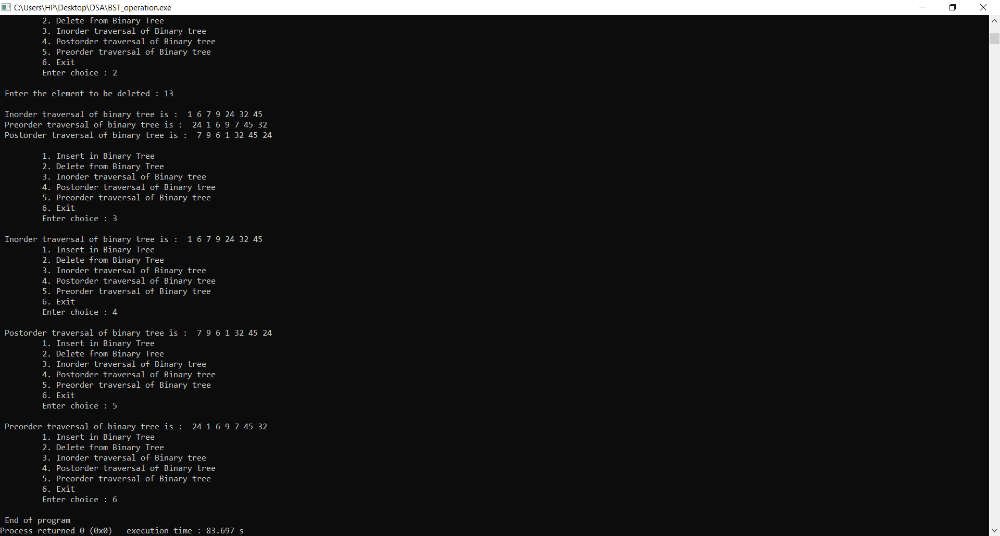 C:\Users\HP\Desktop\DSA\BST_operation.exe
2. Delete from Binary Tree
3. Inorder traversal of Binary tree
4. Postorder traversal of Binary tree
5. Preorder traversal of Binary tree
6. Exit
Enter choice : 2
Enter the element to be deleted : 13
Inorder traversal of binary tree is :  1 6 7 9 24 32 45
Preorder traversal of binary tree is :  24 1 6 9 7 45 32
Postorder traversal of binary tree is :  7 9 6 1 32 45 24
1. Insert in Binary Tree
2. Delete from Binary Tree
3. Inorder traversal of Binary tree
4. Postorder traversal of Binary tree
5. Preorder traversal of Binary tree
6. Exit
Enter choice : 3
Inorder traversal of binary tree is :  1 6 7 9 24 32 45
1. Insert in Binary Tree
2. Delete from Binary Tree
3. Inorder traversal of Binary tree
4. Postorder traversal of Binary tree
5. Preorder traversal of Binary tree
6. Exit
Enter choice : 4
Postorder traversal of binary tree is :  7 9 6 1 32 45 24
1. Insert in Binary Tree
2. Delete from Binary Tree
3. Inorder traversal of Binary tree
4. Postorder traversal of Binary tree
5. Preorder traversal of Binary tree
6. Exit
Enter choice : 5
Preorder traversal of binary tree is :  24 1 6 9 7 45 32
1. Insert in Binary Tree
2. Delete from Binary Tree
3. Inorder traversal of Binary tree
4. Postorder traversal of Binary tree
5. Preorder traversal of Binary tree
6. Exit
Enter choice : 6
End of program
Process returned 0 (0x0)   execution time : 83.697 s